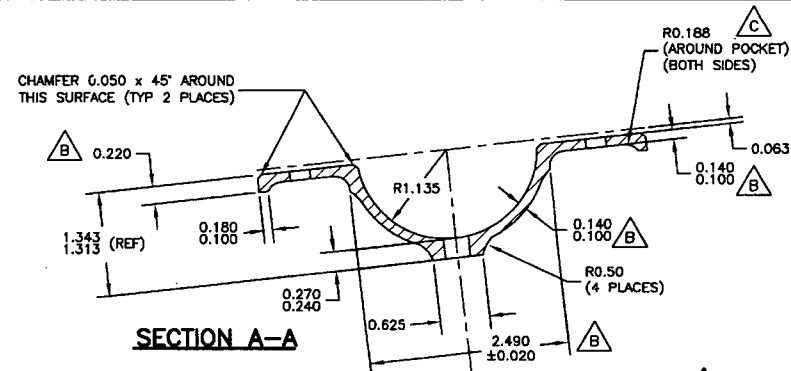 C
R0.188
(AROUND POCKET)
(BOTH SIDES)
CHAMFER 0.050 x 45° AROUND
THIS SURFACE (TYP 2 PLACES)
B 0.220
0.063
R1.135
0.140
0.100 B
0.180
0.100
0.140
0.100 B
1.343
1.313 (REF)
R0.50
(4 PLACES)
0.270
0.240
0.625
2.490
±0.020
B
SECTION A-A